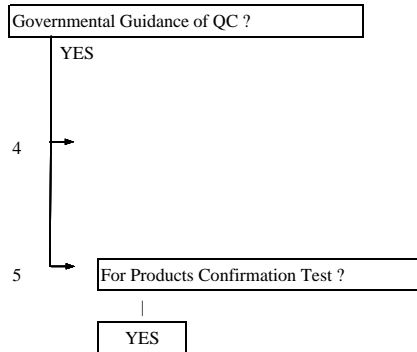 Governmental Guidance of QC ?
YES
4
5
For Products Confirmation Test ?
YES